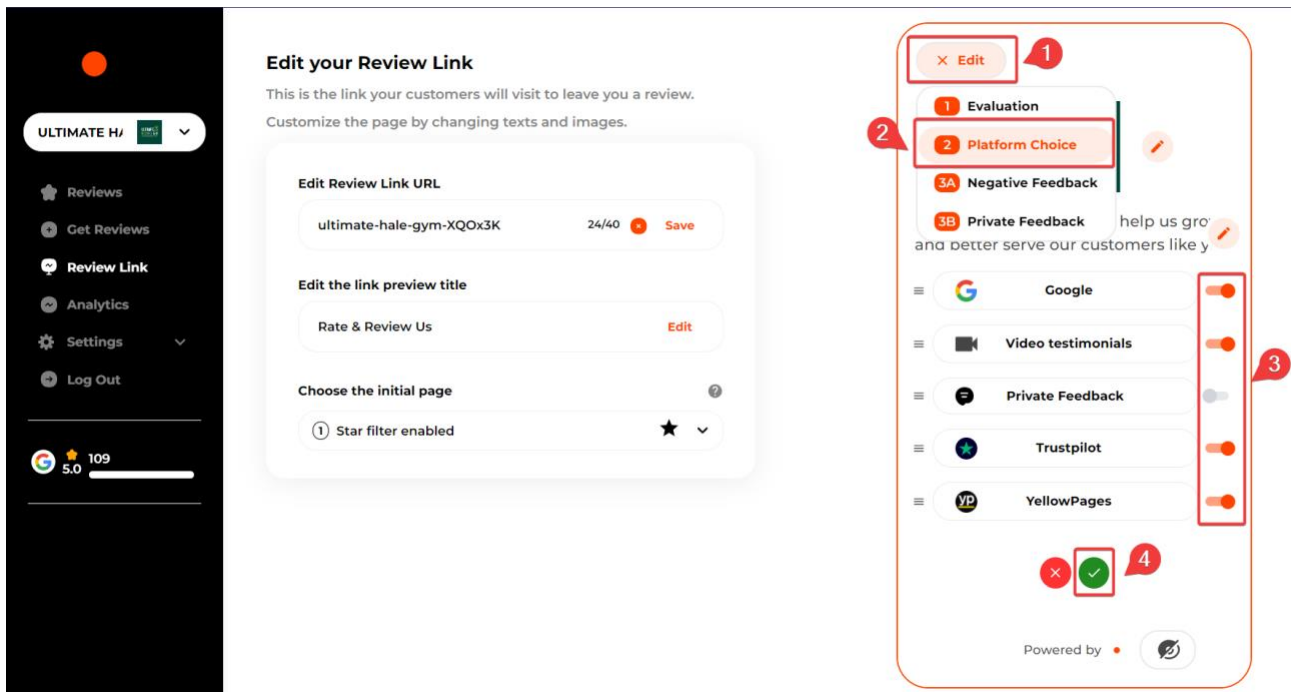 ULTIMATE H
Reviews
Get Reviews
Review Link
Analytics
Settings
Log Out
5.0
109
Edit your Review Link
This is the link your customers will visit to leave you a review.
Customize the page by changing texts and images.
Edit Review Link URL
ultimate-hale-gym-XQOx3K 24/40 Save
Edit the link preview title
Rate & Review Us Edit
Choose the initial page ?
1 Star filter enabled
Edit 1
1 Evaluation
2
2 Platform Choice
3A Negative Feedback
3B Private Feedback
help us gro
and better serve our customers like y
Google
Video testimonials
3
Private Feedback
Trustpilot
yp YellowPages
4
Powered by